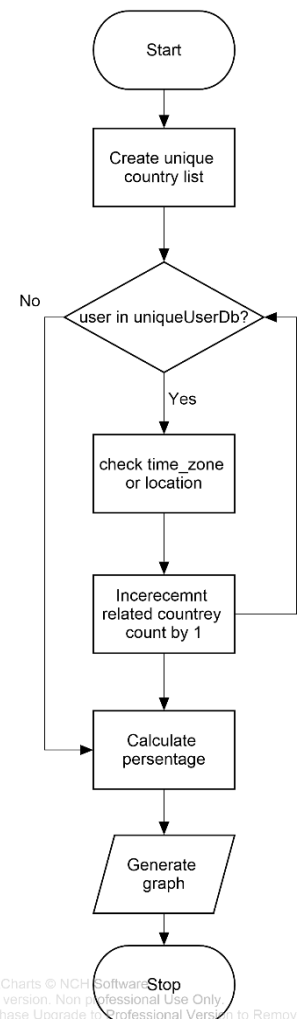 Start
Create unique
country list
user in uniqueUserDb?
No
Yes
check time_zone
or location
Incerecemnt
related countrey
count by 1
Calculate
persentage
Generate
graph
Stop
Charts © NCH Software
version. Non professional Use Only.
hase Upgrade to Professional Version to Remov